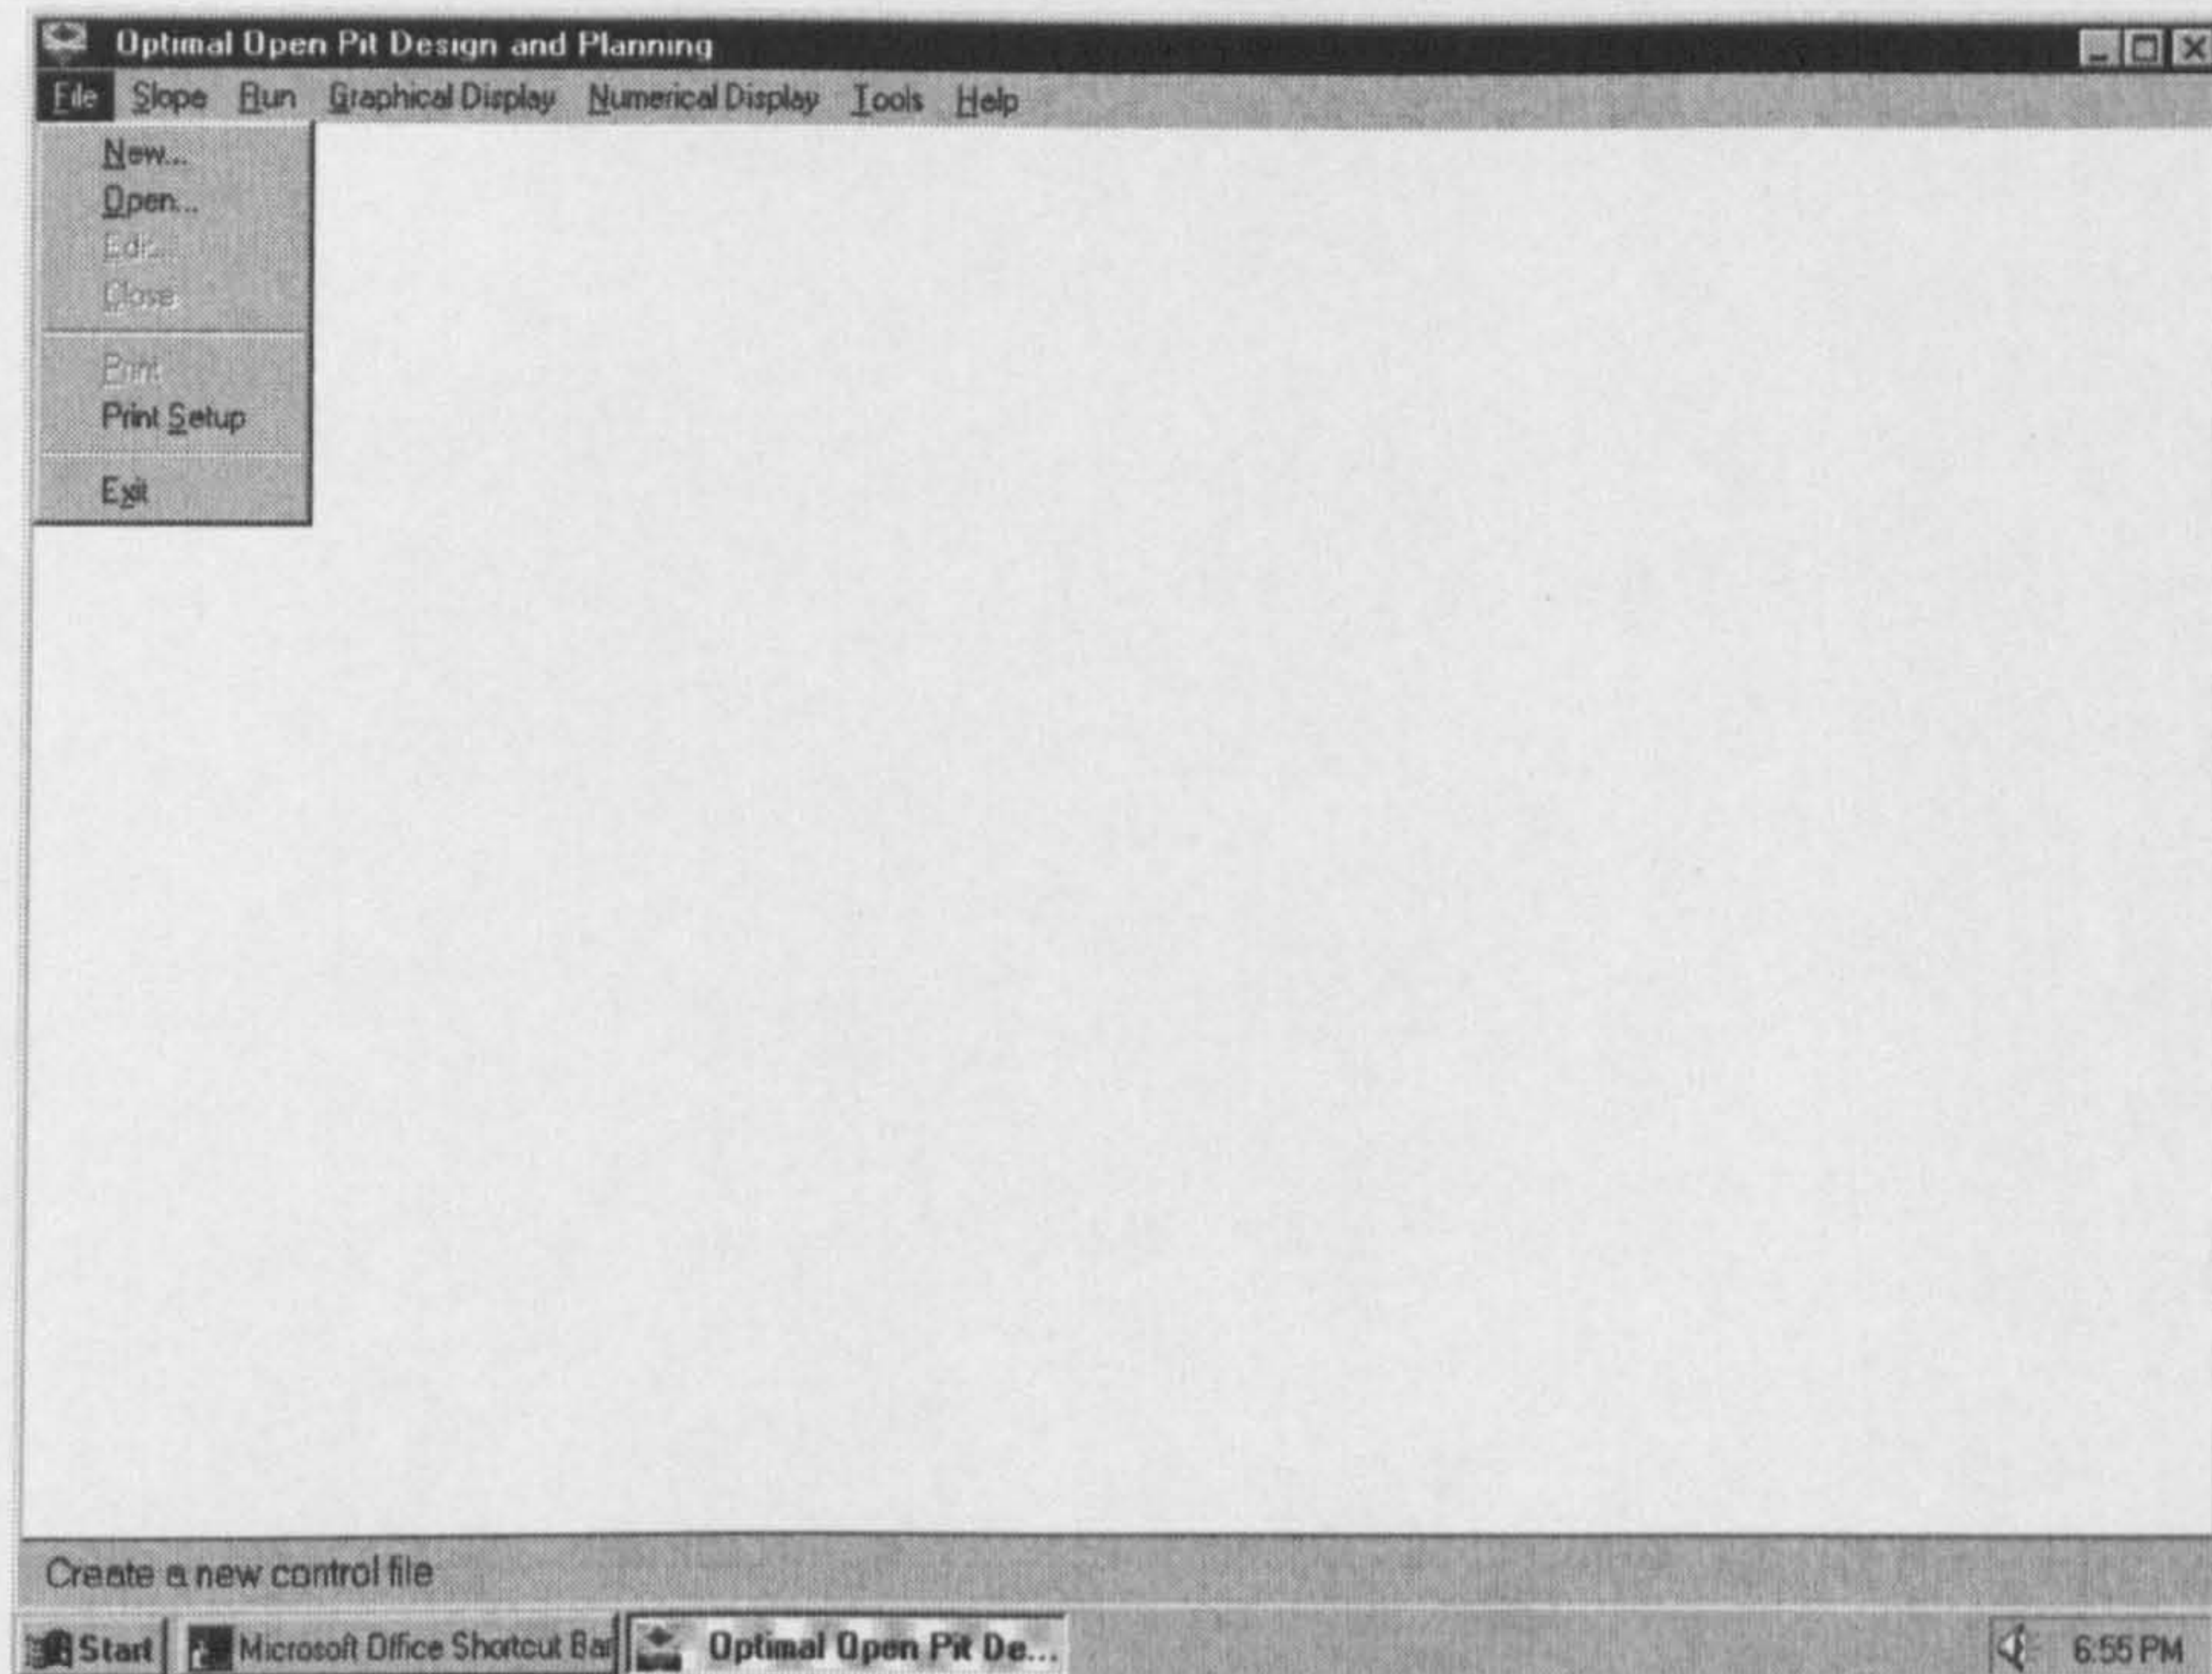 Optimal Open Pit Design and Planning
File Slope Run Graphical Display Numerical Display Tools Help
New...
Open...
Edit...
Close
Print
Print Setup
Exit
Create a new control file
Start Microsoft Office Shortcut Bar Optimal Open Pit De... 6:55 PM